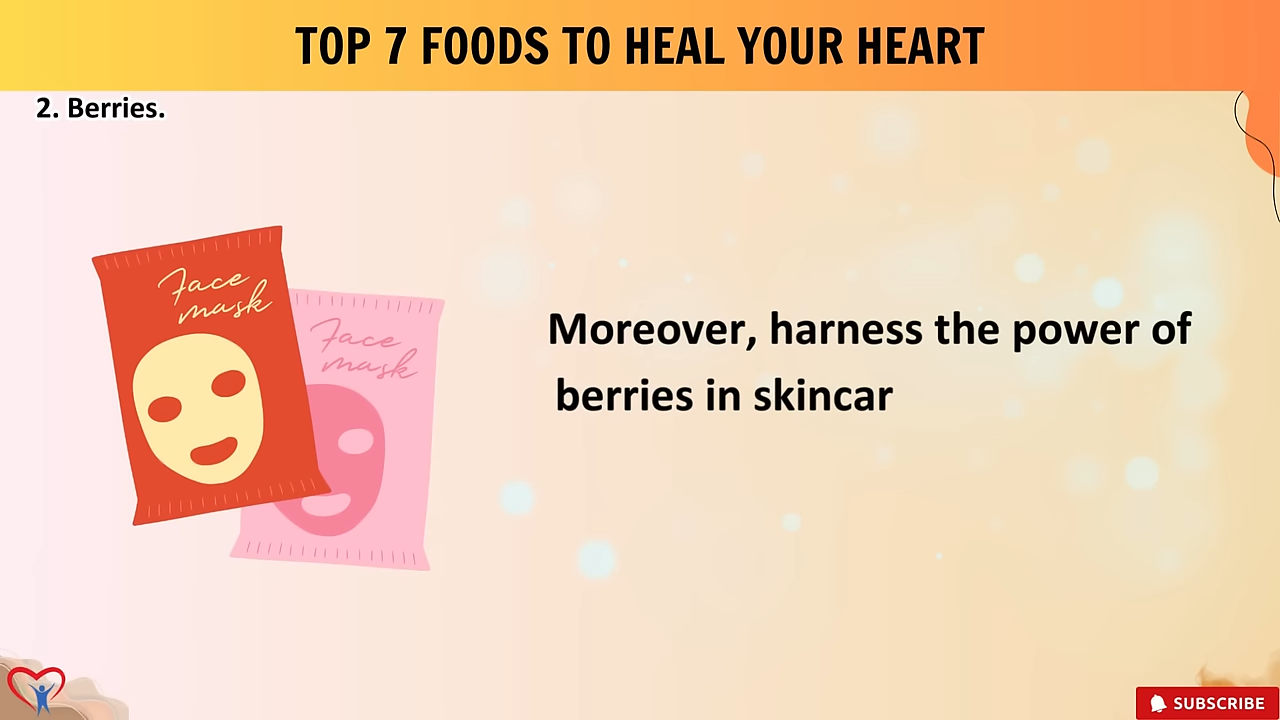 TOP 7 FOODS TO HEAL YOUR HEART
2. Berries.
Face
mask
Face
mask
Moreover, harness the power of
berries in skincar
SUBSCRIBE